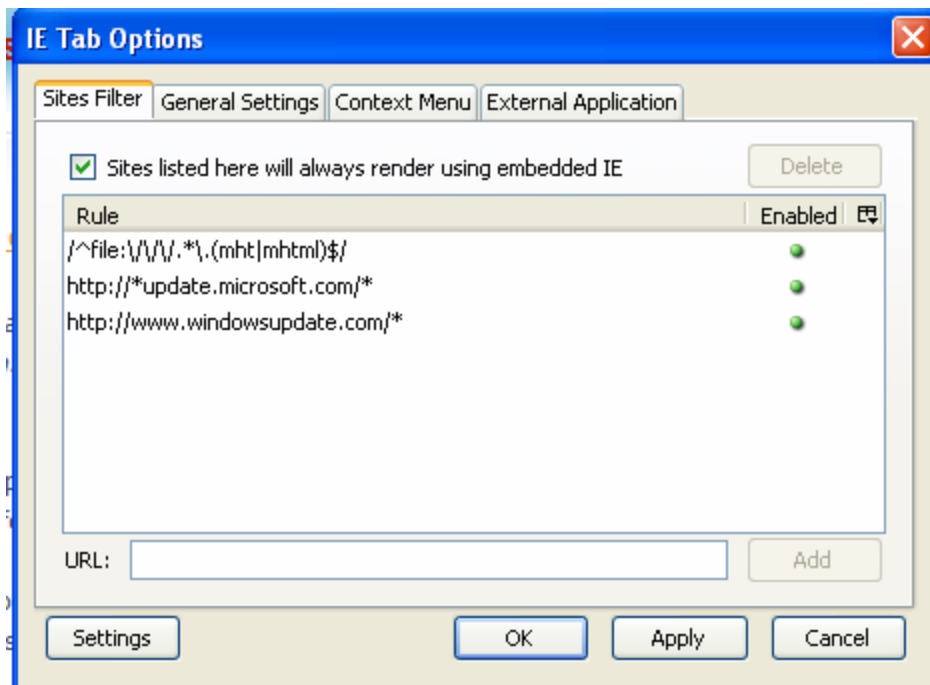 IE Tab Options
Sites Filter General Settings Context Menu External Application
Sites listed here will always render using embedded IE Delete
Rule Enabled
/^file:\/\/\/.*\.(mht|mhtml)$/
http://*update.microsoft.com/*
http://www.windowsupdate.com/*
URL: Add
Settings OK Apply Cancel